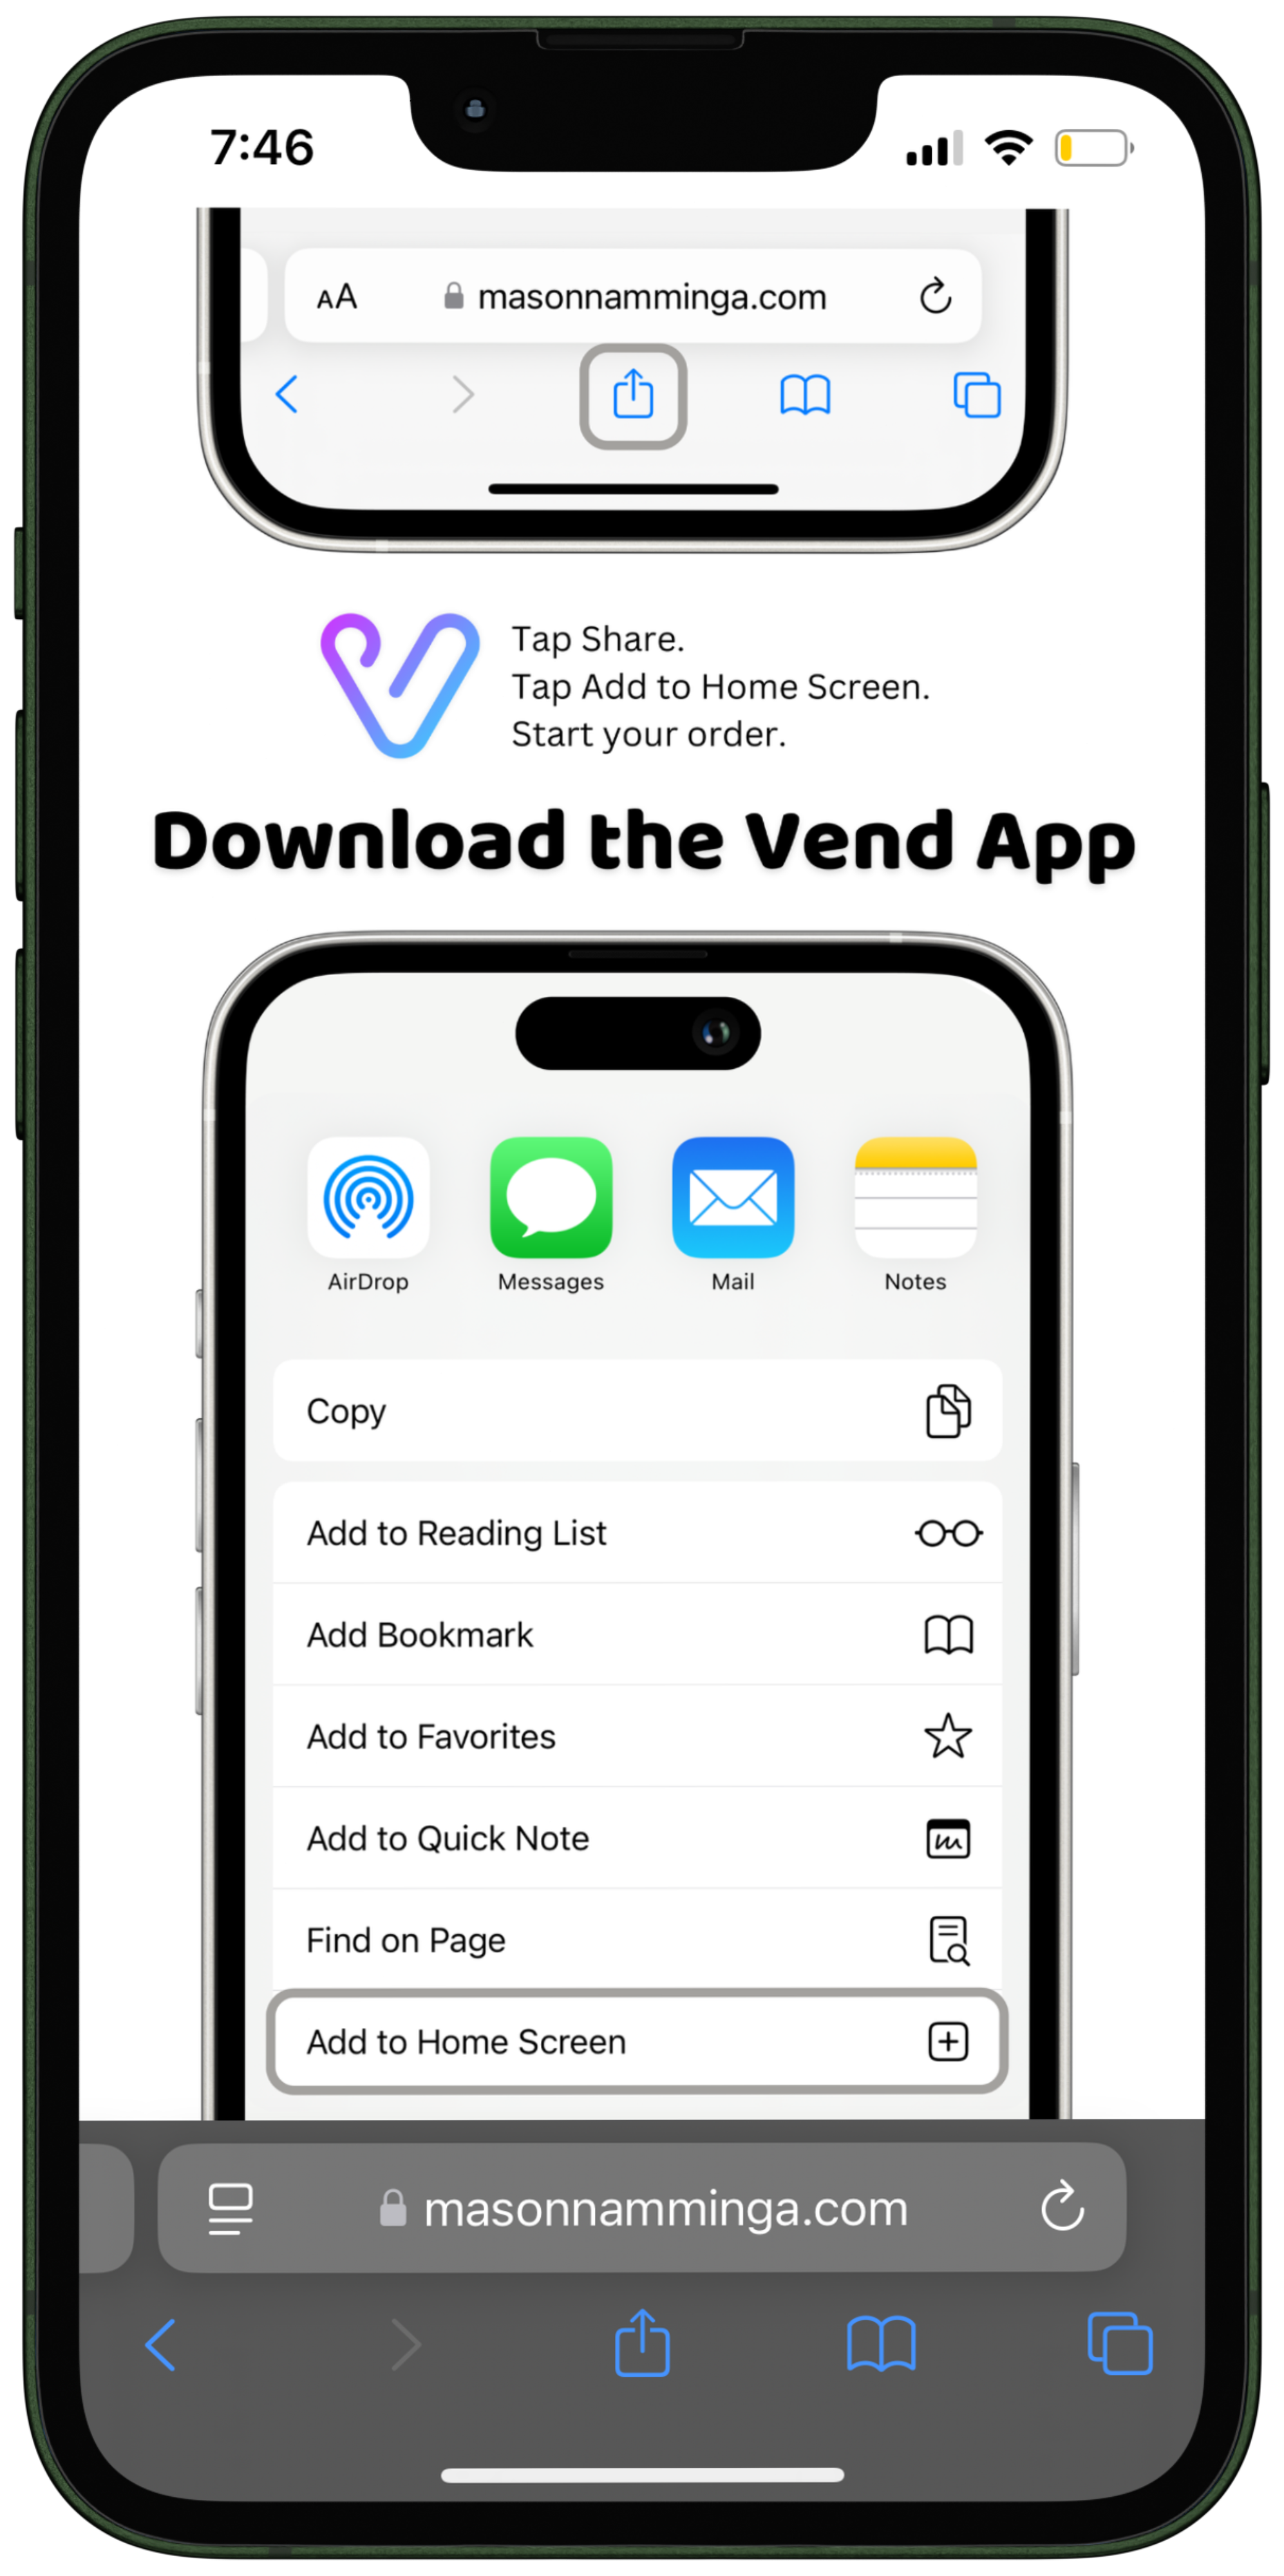 7:46
AA masonnamminga.com
Tap Share.
Tap Add to Home Screen.
Start your order.
Download the Vend App
AirDrop Messages Mail Notes
Copy
Add to Reading List
Add Bookmark
Add to Favorites
Add to Quick Note
Find on Page
Add to Home Screen
masonnamminga.com